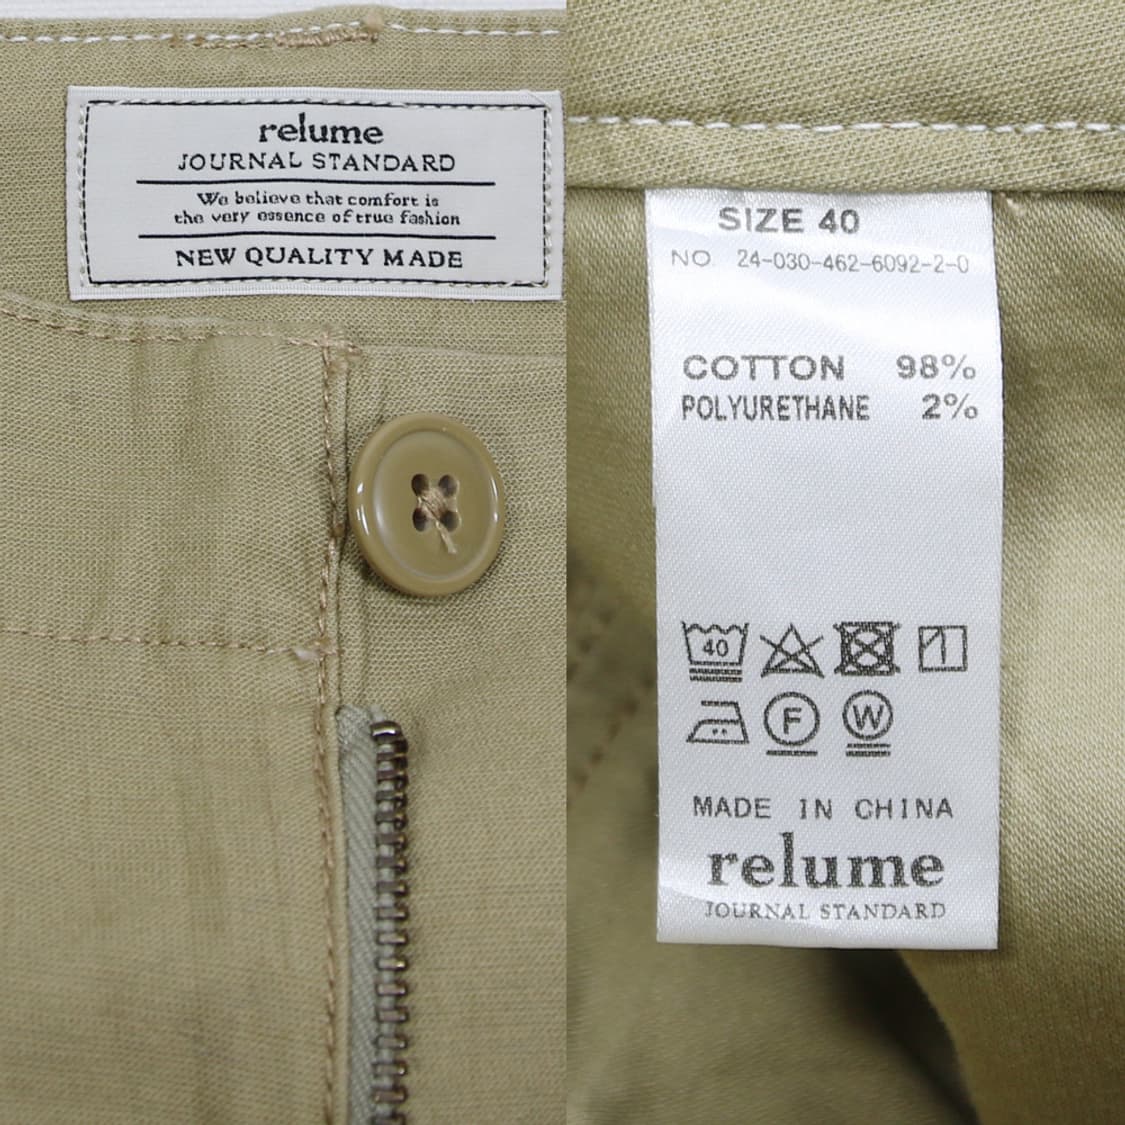 relume
JOURNAL STANDARD
We believe that comfort is
the very essence of true fashion
NEW QUALITY MADE
SIZE 40
NO. 24-030-462-6092-2-0
COTTON 98%
POLYURETHANE 2%
40
F W
MADE IN CHINA
relume
JOURNAL STANDARD